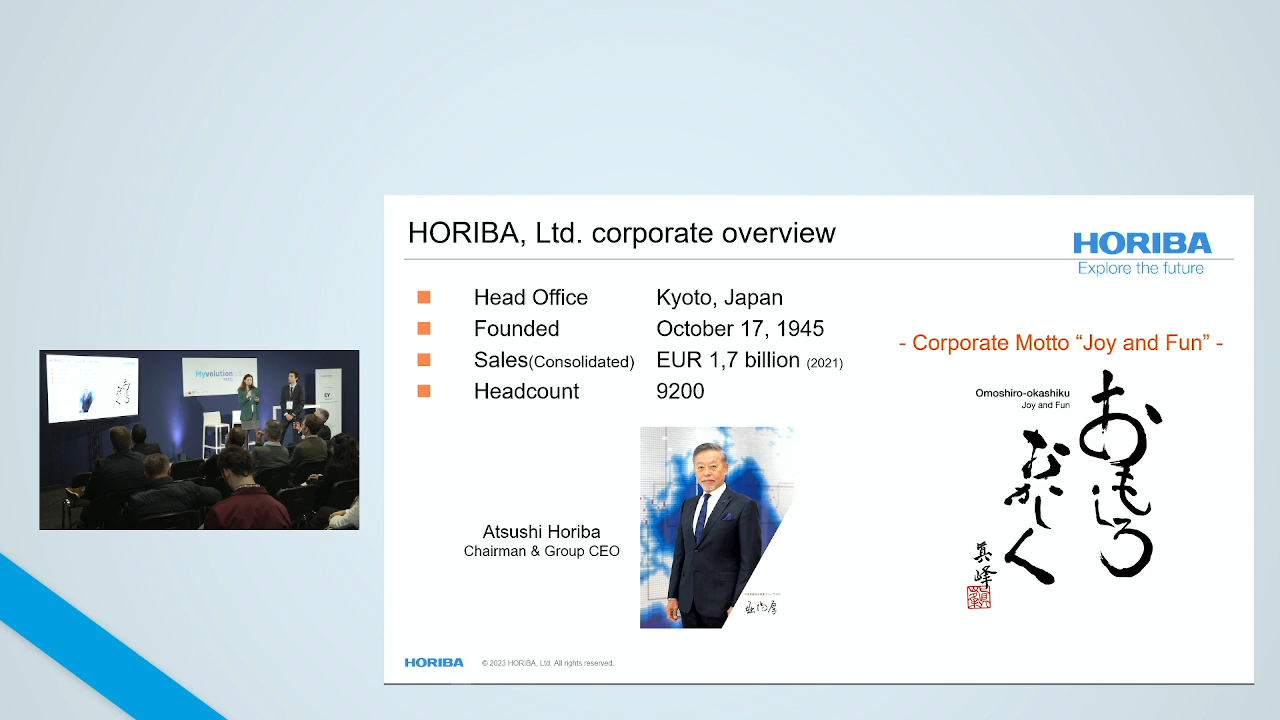 HORIBA, Ltd. corporate overview
HORIBA
Explore the future
Head Office Kyoto, Japan
Founded October 17, 1945
Sales(Consolidated) EUR 1,7 billion (2021)
Headcount 9200
- Corporate Motto “Joy and Fun” -
Omoshiro-okashiku
Joy and Fun
おもしろ
おかしく
Atsushi Horiba
Chairman & Group CEO
Hyvolution
EY
HORIBA © 2023 HORIBA, Ltd. All rights reserved.